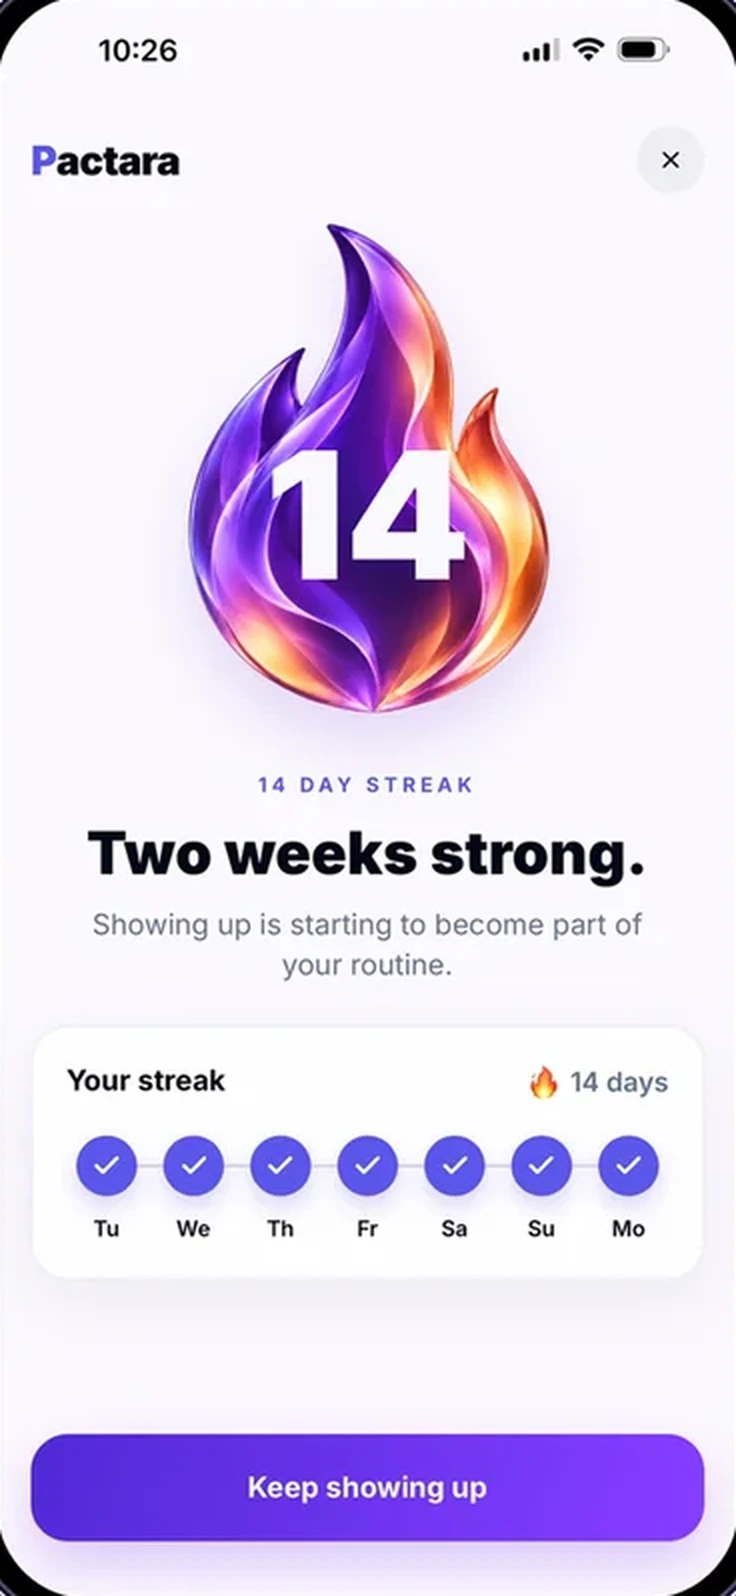 10:26
Pactara
14
14 DAY STREAK
Two weeks strong.
Showing up is starting to become part of
your routine.
Your streak 🔥 14 days
Tu We Th Fr Sa Su Mo
Keep showing up